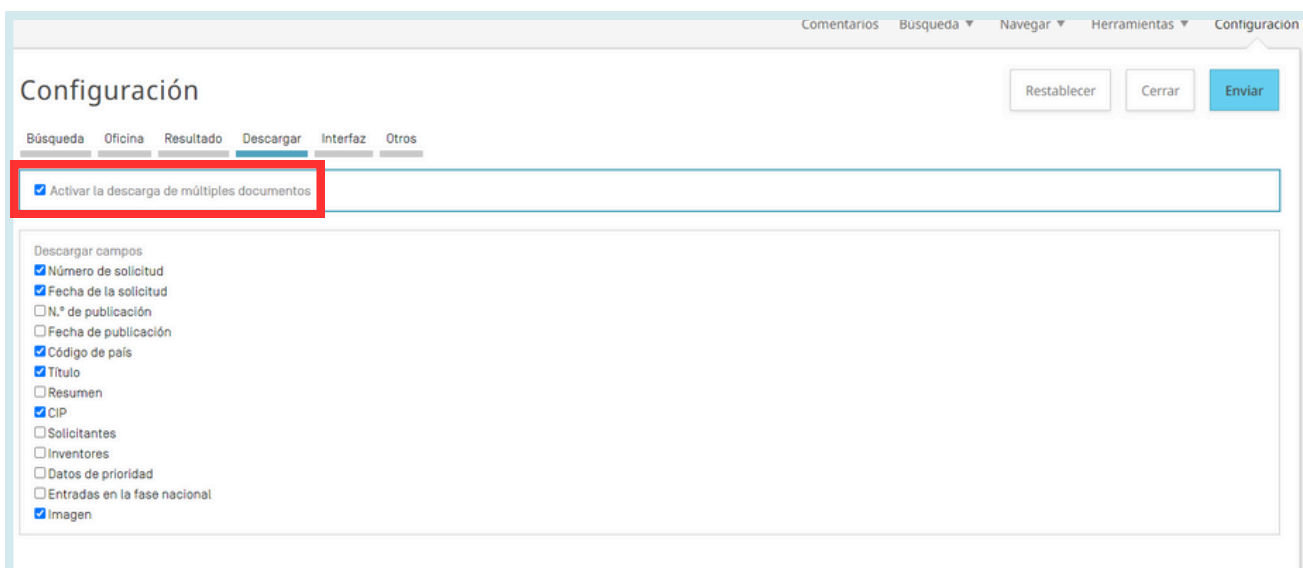 Comentarios Búsqueda ▼ Navegar ▼ Herramientas ▼ Configuración
Configuración
Restablecer Cerrar Enviar
Búsqueda Oficina Resultado Descargar Interfaz Otros
Activar la descarga de múltiples documentos
Descargar campos
Número de solicitud
Fecha de la solicitud
N.º de publicación
Fecha de publicación
Código de país
Título
Resumen
CIP
Solicitantes
Inventores
Datos de prioridad
Entradas en la fase nacional
Imagen